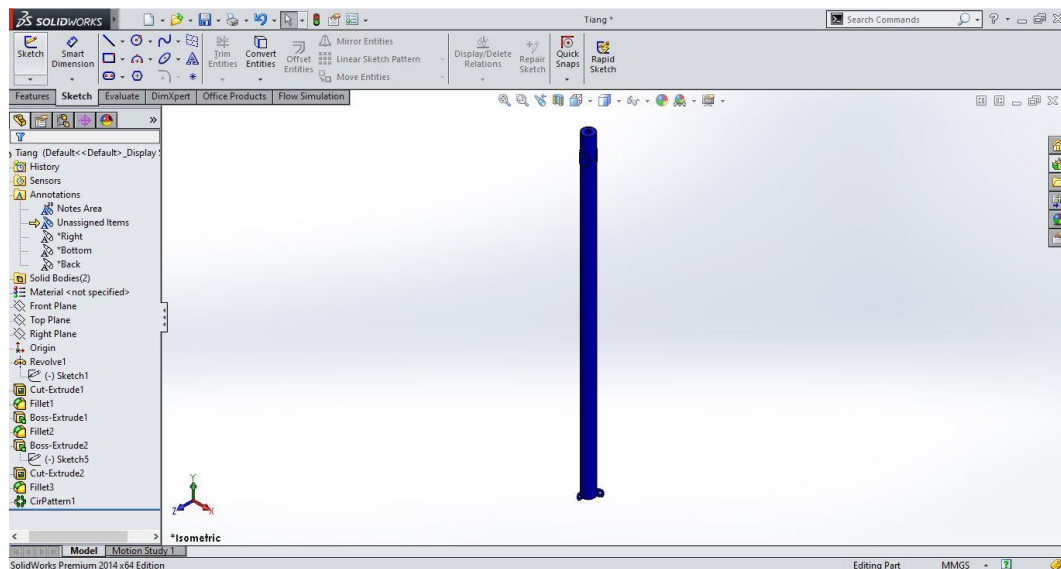 SOLIDWORKS
Tiang *
Search Commands
Sketch
Smart Dimension
Trim Entities
Convert Entities
Offset Entities
Mirror Entities
Linear Sketch Pattern
Move Entities
Display/Delete Relations
Repair Sketch
Quick Snaps
Rapid Sketch
Features Sketch Evaluate DimXpert Office Products Flow Simulation
Tiang (Default<<Default>_Display
History
Sensors
Annotations
Notes Area
Unassigned Items
*Right
*Bottom
*Back
Solid Bodies(2)
Material <not specified>
Front Plane
Top Plane
Right Plane
Origin
Revolve1
(-) Sketch1
Cut-Extrude1
Fillet1
Boss-Extrude1
Fillet2
Boss-Extrude2
(-) Sketch5
Cut-Extrude2
Fillet3
CirPattern1
Y
Z
X
*Isometric
Model Motion Study 1
SolidWorks Premium 2014 x64 Edition
Editing Part
MMGS